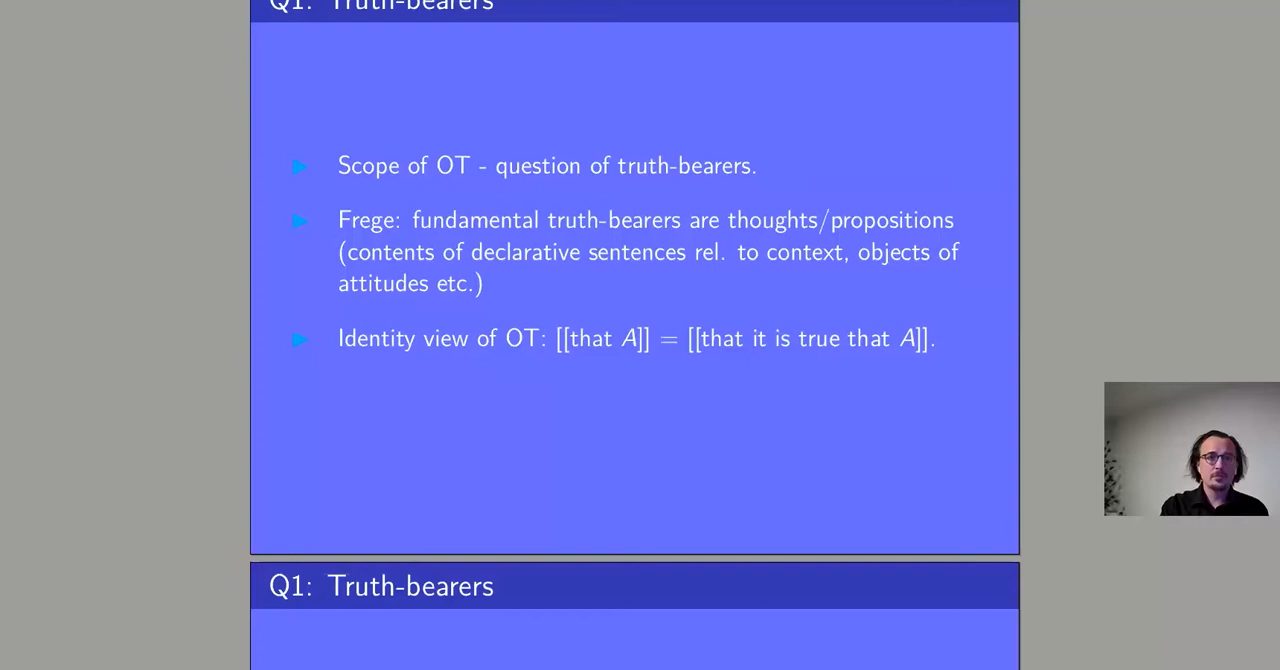 Q1: Truth-bearers
Scope of OT - question of truth-bearers.
Frege: fundamental truth-bearers are thoughts/propositions
(contents of declarative sentences rel. to context, objects of
attitudes etc.)
Identity view of OT: [[that A]] = [[that it is true that A]].
Q1: Truth-bearers